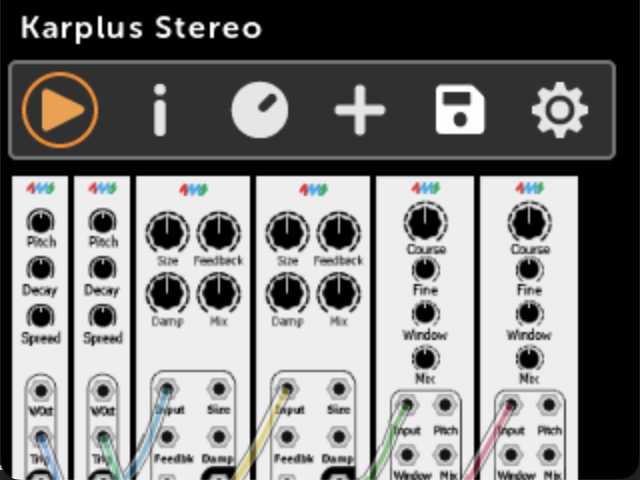 Karplus Stereo
Pitch Pitch Size Feedback Size Feedback Course Course
Decay Decay Fine Fine
Spread Spread Damp Mix Damp Mix Window Window
Mix Mix
V/Oct V/Oct Input Size Input Size Input Pitch Input Pitch
Trig Trig Feedbk Damp Feedbk Damp Window Mix Window Mix